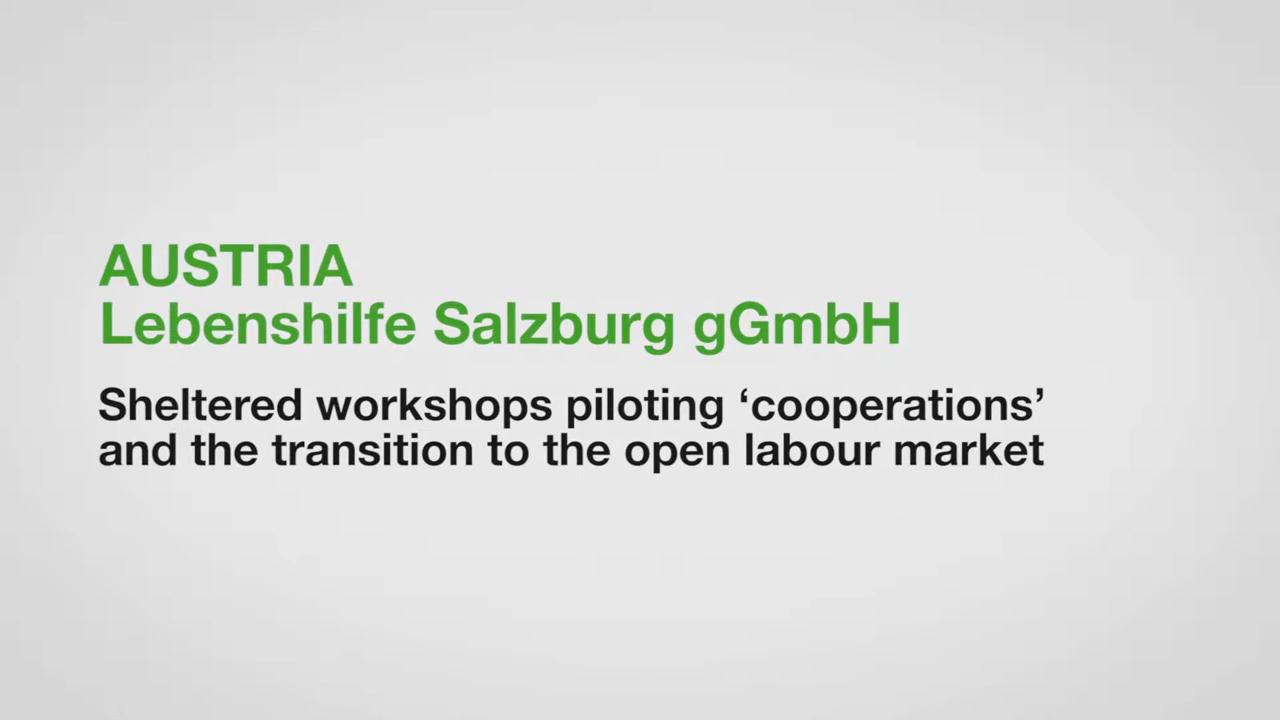 AUSTRIA
Lebenshilfe Salzburg gGmbH
Sheltered workshops piloting ‘cooperations’
and the transition to the open labour market